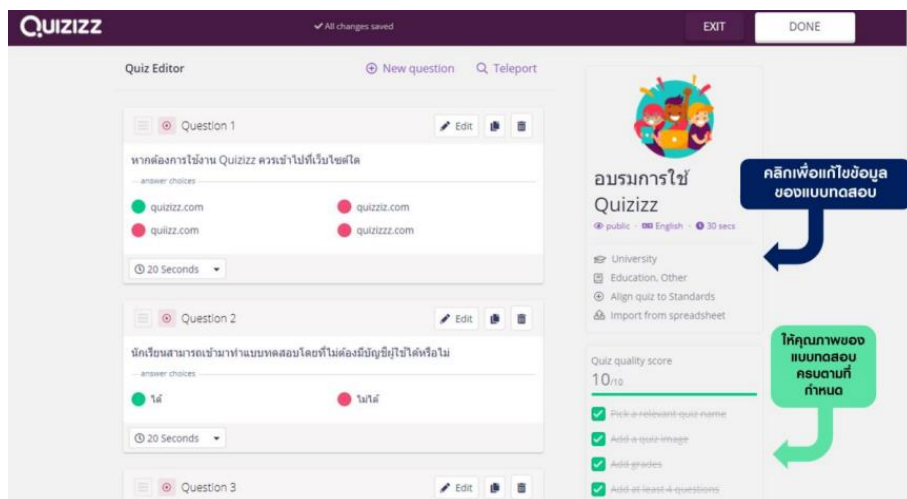 QUIZIZZ
All changes saved
EXIT
DONE
Quiz Editor
New question
Teleport
Question 1
Edit
หากต้องการใช้งาน Quizizz ควรเข้าไปที่เว็บไซต์ใด
answer choices
quizizz.com
quizziz.com
quiizz.com
quizizzz.com
20 Seconds
Question 2
Edit
นักเรียนสามารถเข้ามาทำแบบทดสอบโดยที่ไม่ต้องมีบัญชีผู้ใช้ได้หรือไม่
answer choices
ได้
ไม่ได้
20 Seconds
Question 3
Edit
อบรมการใช้
Quizizz
public
English
30 secs
University
Education, Other
Align quiz to Standards
Import from spreadsheet
Quiz quality score
10/10
Pick a relevant quiz name
Add a quiz image
Add grades
Add at least 4 questions
คลิกเพื่อแก้ไขข้อมูล
ของแบบทดสอบ
ให้คุณภาพของ
แบบทดสอบ
ครบตามที่
กำหนด